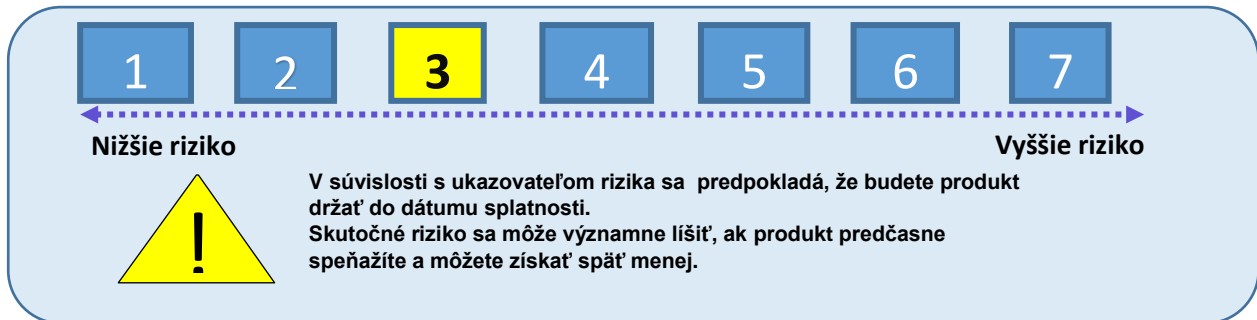 1 2 3 4 5 6 7
Nižšie riziko Vyššie riziko
!
V súvislosti s ukazovateľom rizika sa predpokladá, že budete produkt
držať do dátumu splatnosti.
Skutočné riziko sa môže významne líšiť, ak produkt predčasne
speňažíte a môžete získať späť menej.